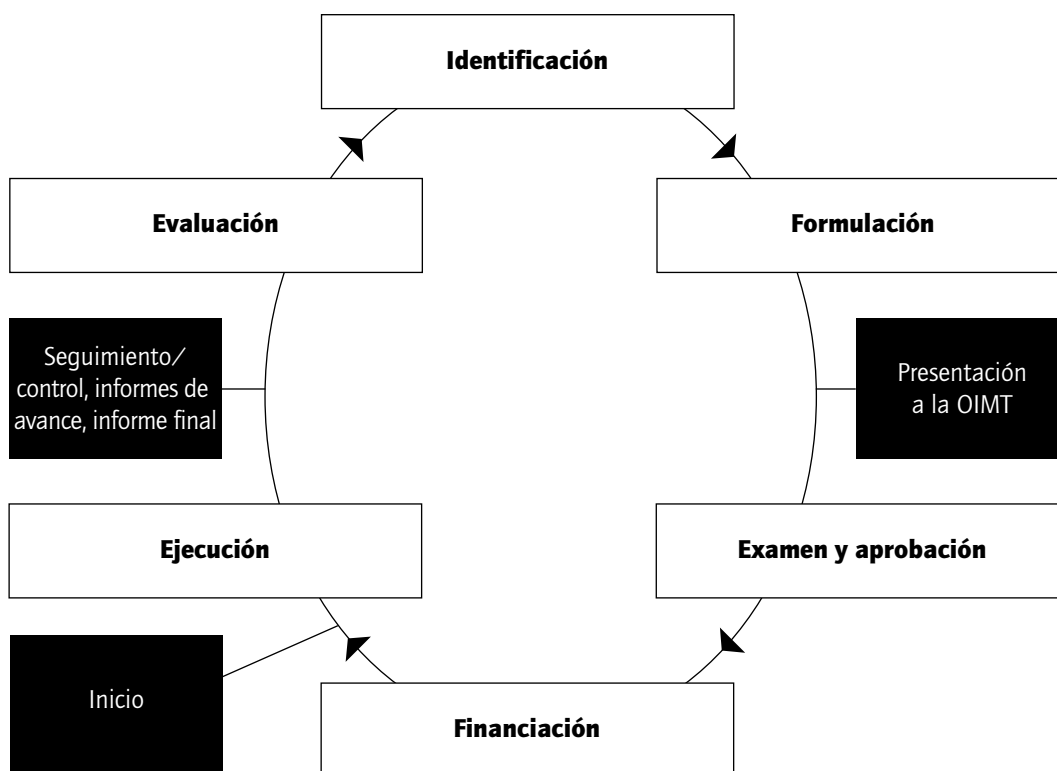 Identificación
Evaluación
Formulación
Seguimiento/
control, informes de
avance, informe final
Presentación
a la OIMT
Ejecución
Examen y aprobación
Inicio
Financiación